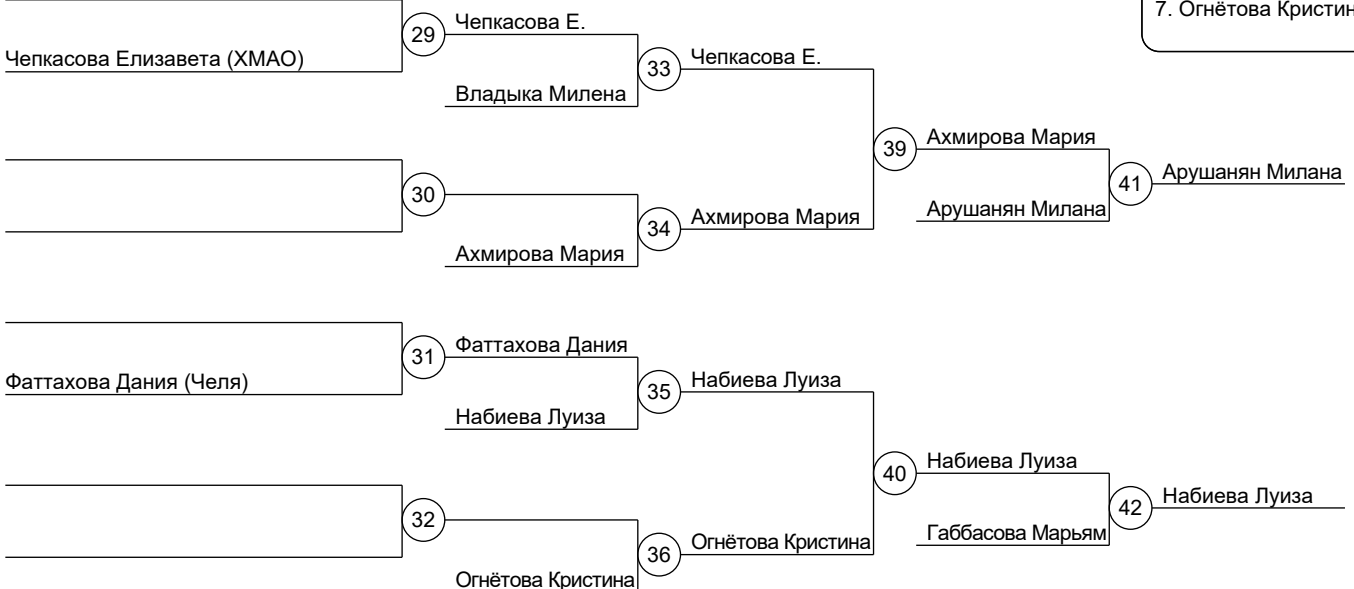 7. Огнётова Кристин
29
Чепкасова Е.
Чепкасова Елизавета (ХМАО)
33
Чепкасова Е.
Владыка Милена
39
Ахмирова Мария
41
Арушанян Милана
30
Арушанян Милана
34
Ахмирова Мария
Ахмирова Мария
31
Фаттахова Дания
Фаттахова Дания (Челя)
35
Набиева Луиза
Набиева Луиза
40
Набиева Луиза
42
Набиева Луиза
32
Габбасова Марьям
36
Огнётова Кристина
Огнётова Кристина